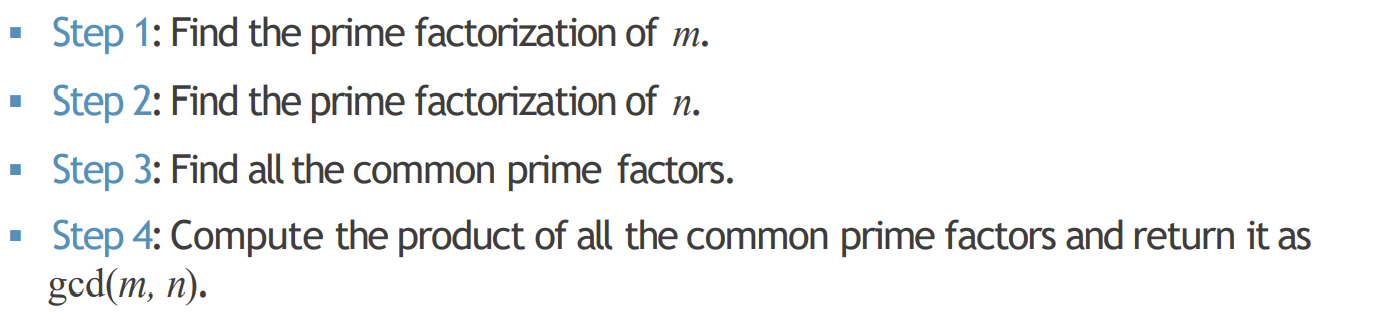 ▪ Step 1: Find the prime factorization of m.
▪ Step 2: Find the prime factorization of n.
▪ Step 3: Find all the common prime factors.
▪ Step 4: Compute the product of all the common prime factors and return it as
gcd(m, n).